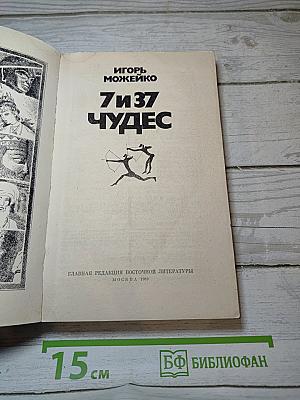 ИГОРЬ
МОЖЕЙКО
7 и 37
ЧУДЕС
ГЛАВНАЯ РЕДАКЦИЯ ВОСТОЧНОЙ ЛИТЕРАТУРЫ
МОСКВА
15 см
БФ БИБЛИОФАН